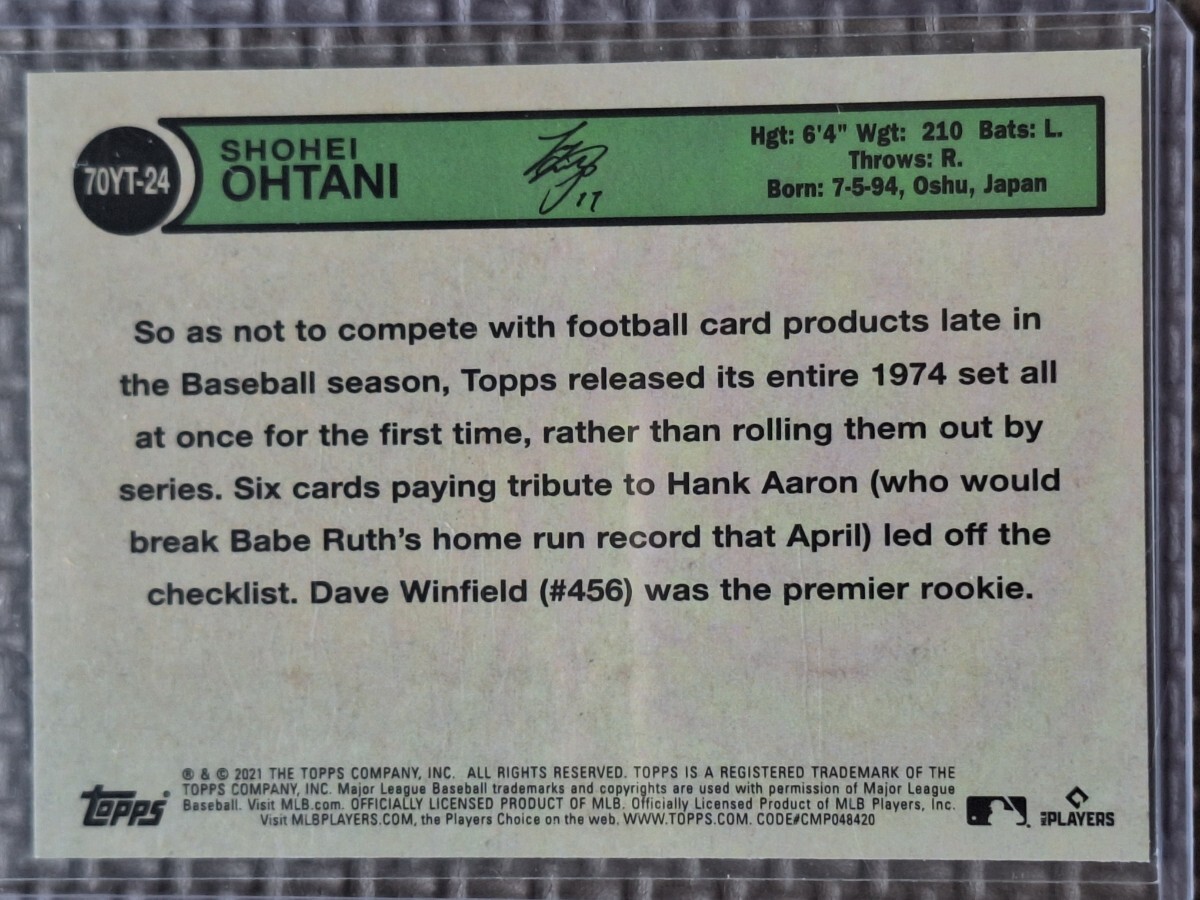 70YT-24
SHOHEI
OHTANI
17
Hgt: 6'4" Wgt: 210 Bats: L.
Throws: R.
Born: 7-5-94, Oshu, Japan
So as not to compete with football card products late in
the Baseball season, Topps released its entire 1974 set all
at once for the first time, rather than rolling them out by
series. Six cards paying tribute to Hank Aaron (who would
break Babe Ruth's home run record that April) led off the
checklist. Dave Winfield (#456) was the premier rookie.
® & © 2021 THE TOPPS COMPANY, INC. ALL RIGHTS RESERVED. TOPPS IS A REGISTERED TRADEMARK OF THE
TOPPS COMPANY, INC. Major League Baseball trademarks and copyrights are used with permission of Major League
Baseball. Visit MLB.com. OFFICIALLY LICENSED PRODUCT OF MLB. Officially Licensed Product of MLB Players, Inc.
Visit MLBPLAYERS.COM, the Players Choice on the web. WWW.TOPPS.COM. CODE#CMP048420
Topps
MLB PLAYERS